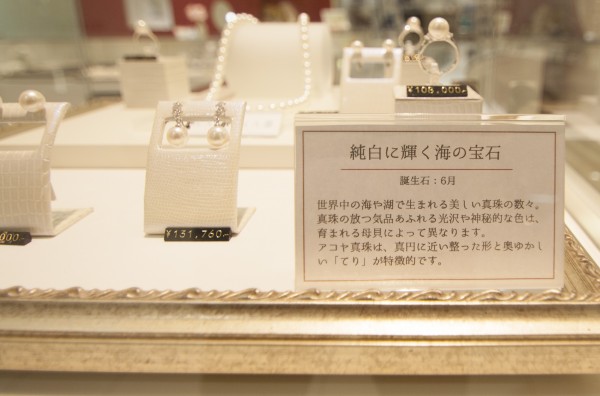 純白に輝く海の宝石
誕生石：6月
世界中の海や湖で生まれる美しい真珠の数々。
真珠の放つ気品あふれる光沢や神秘的な色は、
育まれる母貝によって異なります。
アコヤ真珠は、真円に近い整った形と奥ゆかし
い「てり」が特徴的です。
¥108,000.-
¥131,760.-